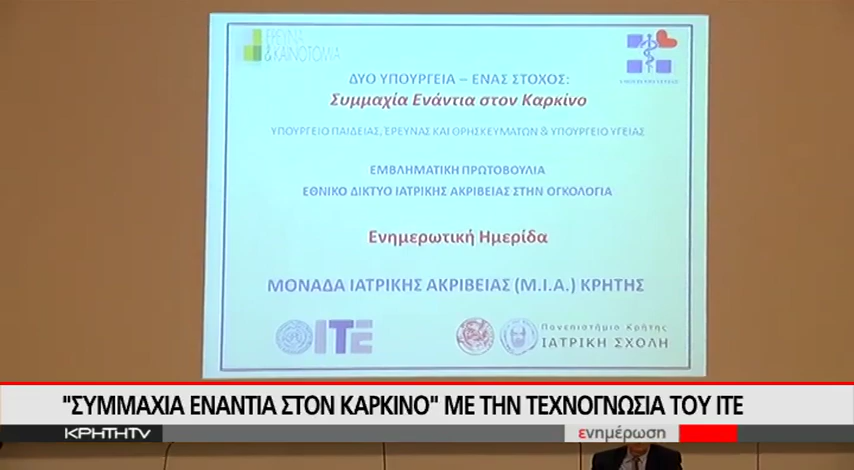 ΕΡΕΥΝΑ
& ΚΑΙΝΟΤΟΜΙΑ
ΔΥΟ ΥΠΟΥΡΓΕΙΑ – ΕΝΑΣ ΣΤΟΧΟΣ:
Συμμαχία Ενάντια στον Καρκίνο
ΥΠΟΥΡΓΕΙΟ ΠΑΙΔΕΙΑΣ, ΕΡΕΥΝΑΣ ΚΑΙ ΘΡΗΣΚΕΥΜΑΤΩΝ & ΥΠΟΥΡΓΕΙΟ ΥΓΕΙΑΣ
ΕΜΒΛΗΜΑΤΙΚΗ ΠΡΩΤΟΒΟΥΛΙΑ
ΕΘΝΙΚΟ ΔΙΚΤΥΟ ΙΑΤΡΙΚΗΣ ΑΚΡΙΒΕΙΑΣ ΣΤΗΝ ΟΓΚΟΛΟΓΙΑ
Ενημερωτική Ημερίδα
ΜΟΝΑΔΑ ΙΑΤΡΙΚΗΣ ΑΚΡΙΒΕΙΑΣ (Μ.Ι.Α.) ΚΡΗΤΗΣ
ΙΤΕ
Πανεπιστήμιο Κρήτης
ΙΑΤΡΙΚΗ ΣΧΟΛΗ
"ΣΥΜΜΑΧΙΑ ΕΝΑΝΤΙΑ ΣΤΟΝ ΚΑΡΚΙΝΟ" ΜΕ ΤΗΝ ΤΕΧΝΟΓΝΩΣΙΑ ΤΟΥ ΙΤΕ
ΚΡΗΤΗTV
ενημέρωση